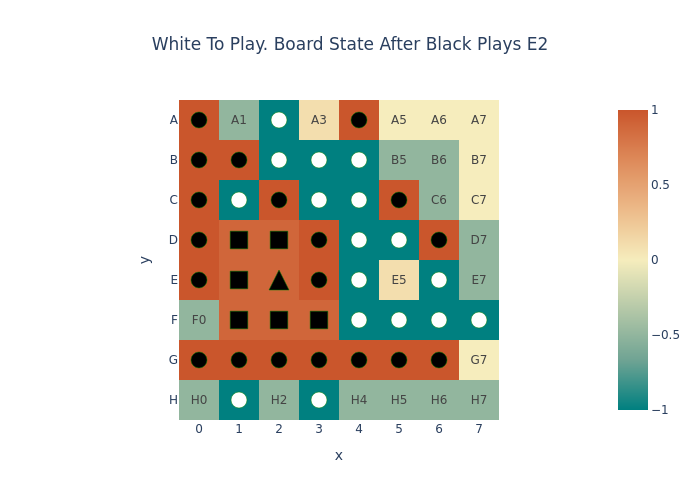 White To Play. Board State After Black Plays E2
A A1 A3 A5 A6 A7
B B5 B6 B7
C C6 C7
D D7
E E5 E7
F F0
G G7
H H0 H2 H4 H5 H6 H7
0 1 2 3 4 5 6 7
x
y
1
0.5
0
−0.5
−1